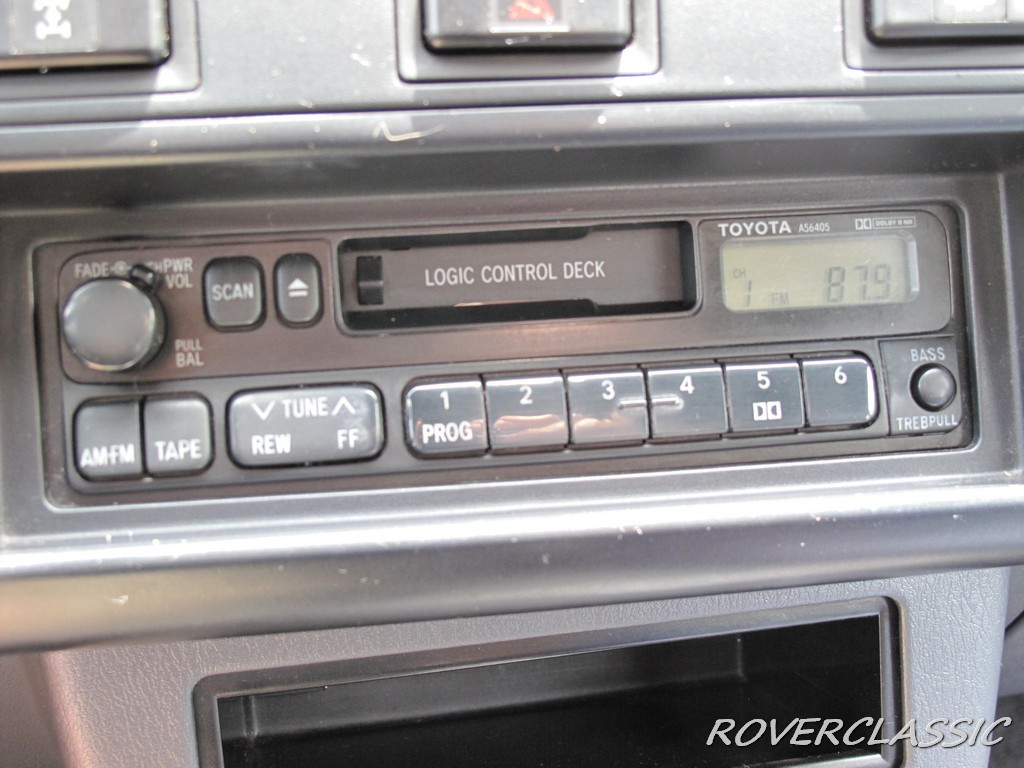 TOYOTA A56405 DOLBY B NR
FADE PWR
VOL
SCAN
LOGIC CONTROL DECK
CH
1 FM 87.9
PULL
BAL
BASS
TREB PULL
AM·FM TAPE
TUNE
REW FF
1 2 3 4 5 6
PROG
ROVERCLASSIC